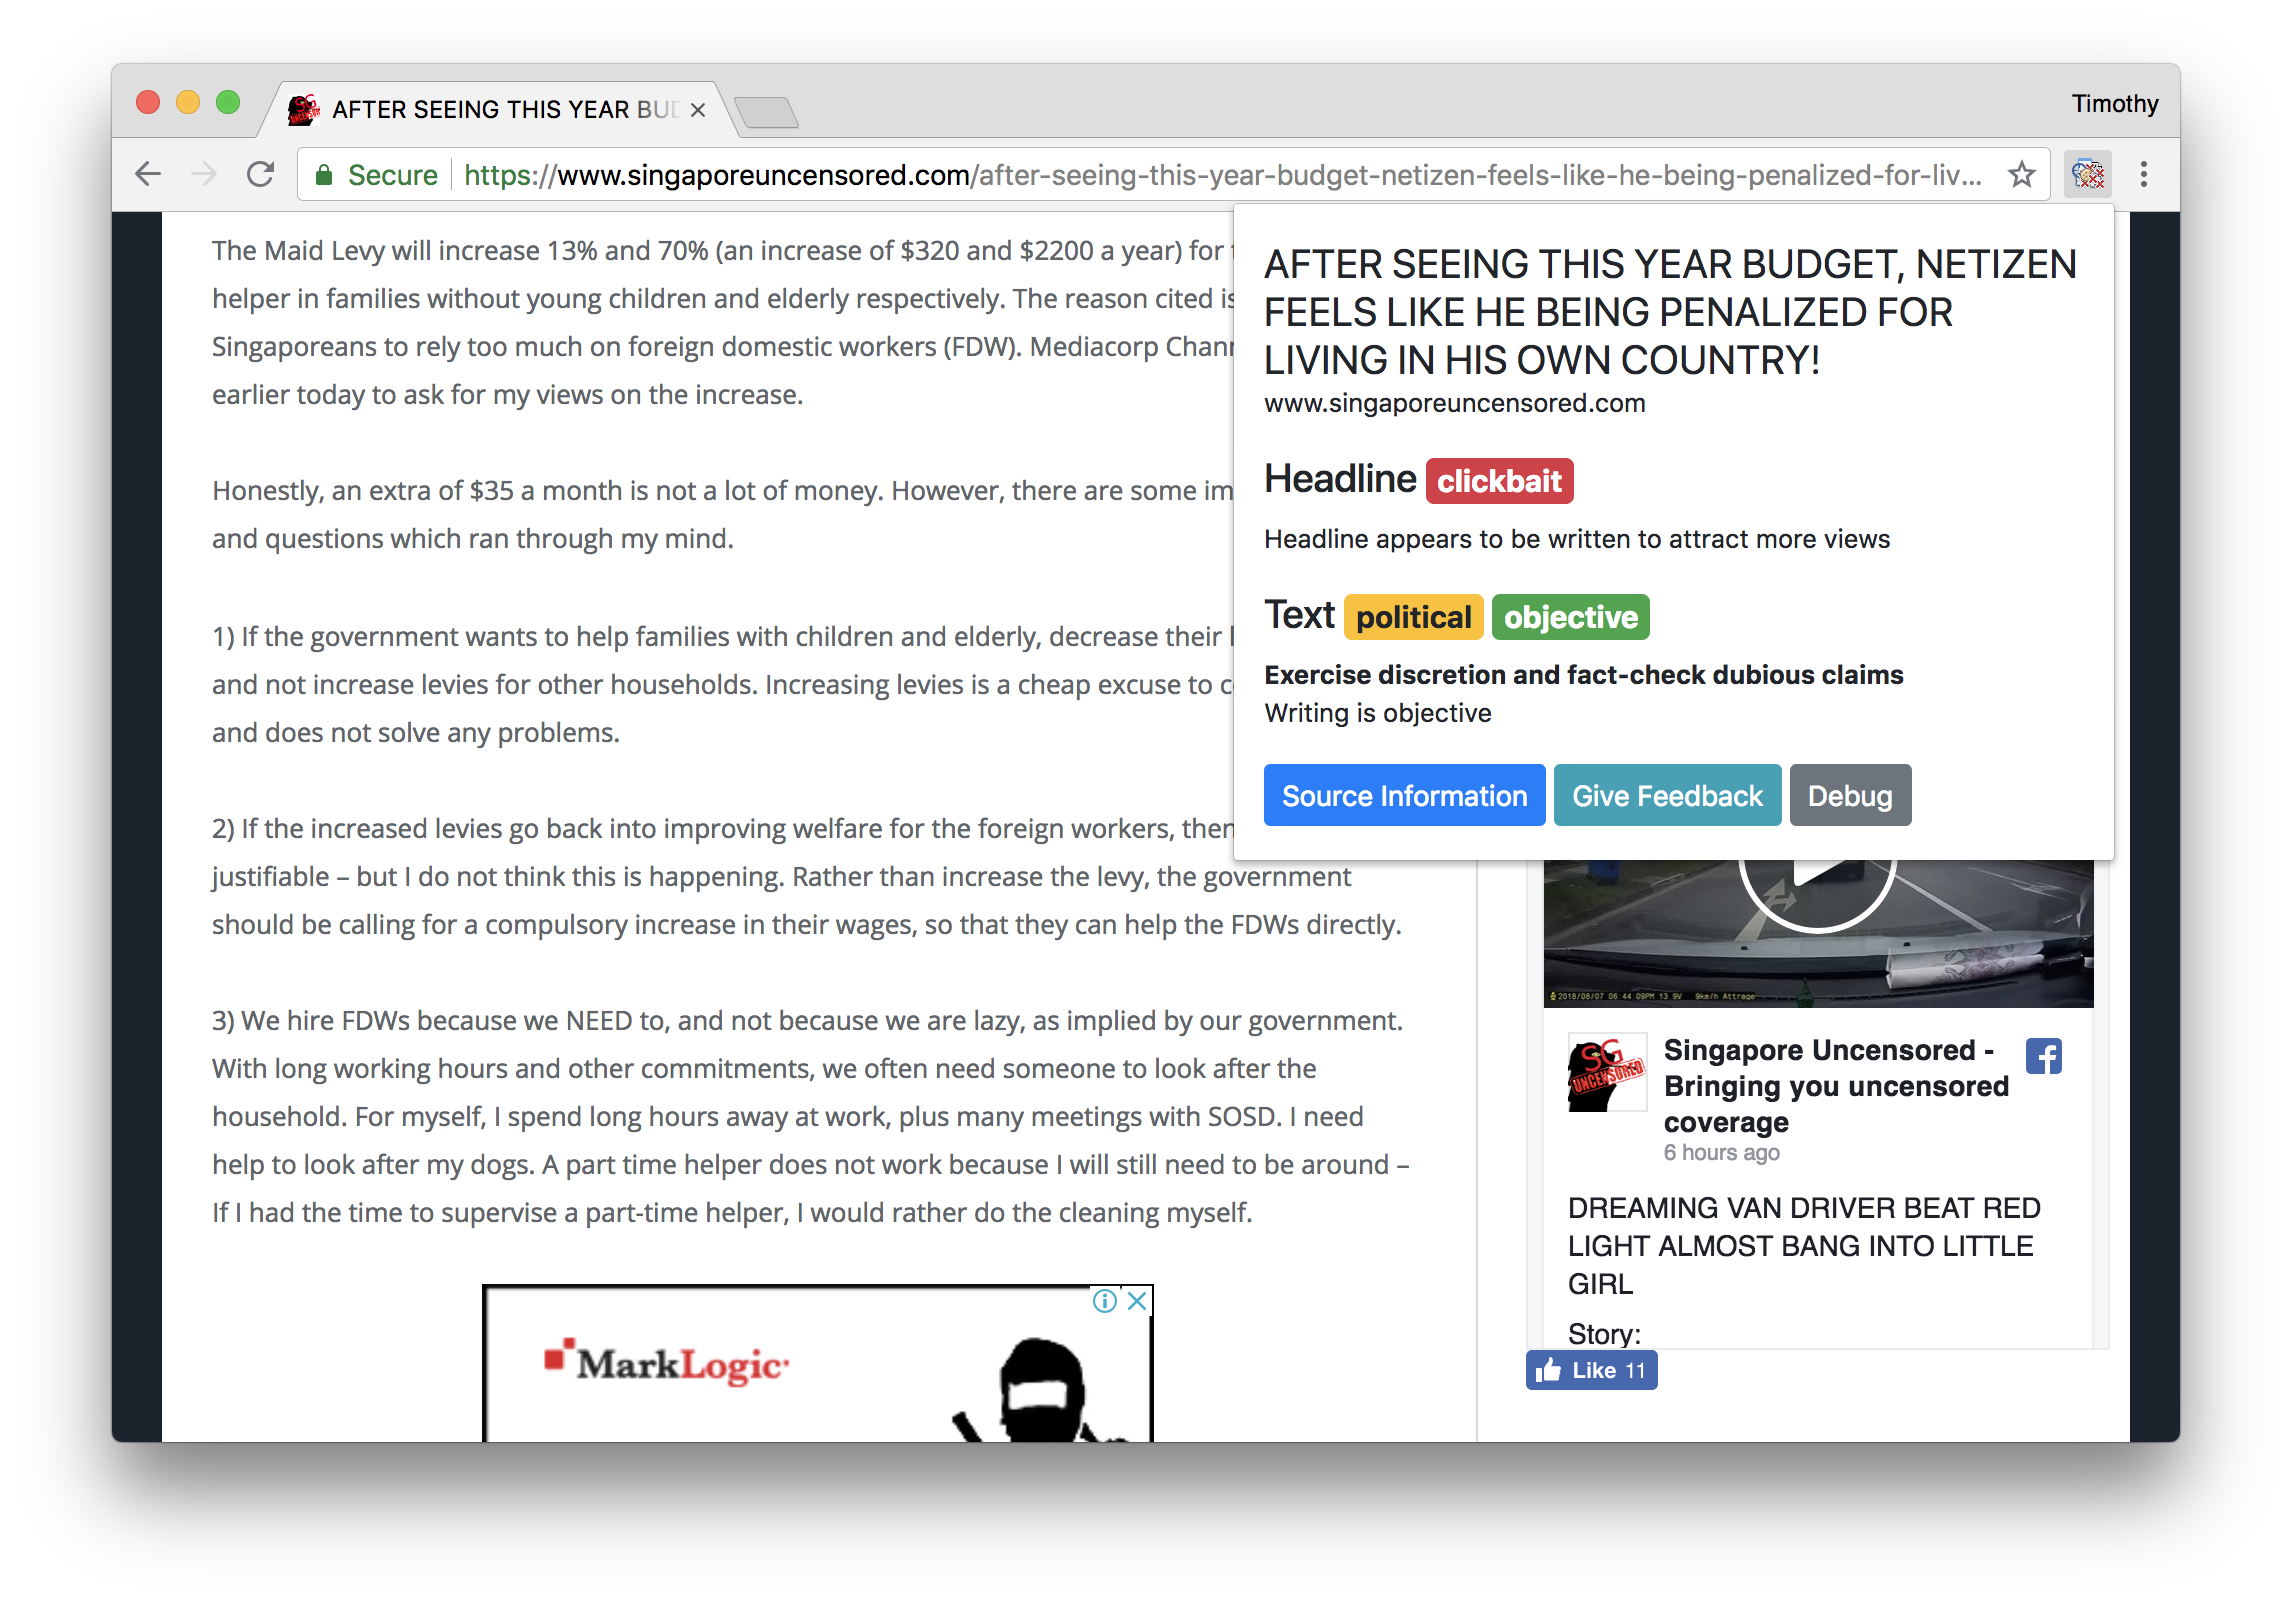 AFTER SEEING THIS YEAR BUD
Timothy
Secure https://www.singaporeuncensored.com/after-seeing-this-year-budget-netizen-feels-like-he-being-penalized-for-liv...
The Maid Levy will increase 13% and 70% (an increase of $320 and $2200 a year) for
helper in families without young children and elderly respectively. The reason cited is
Singaporeans to rely too much on foreign domestic workers (FDW). Mediacorp Chan
earlier today to ask for my views on the increase.
Honestly, an extra of $35 a month is not a lot of money. However, there are some im
and questions which ran through my mind.
1) If the government wants to help families with children and elderly, decrease their
and not increase levies for other households. Increasing levies is a cheap excuse to
and does not solve any problems.
2) If the increased levies go back into improving welfare for the foreign workers, then
justifiable – but I do not think this is happening. Rather than increase the levy, the government
should be calling for a compulsory increase in their wages, so that they can help the FDWs directly.
3) We hire FDWs because we NEED to, and not because we are lazy, as implied by our government.
With long working hours and other commitments, we often need someone to look after the
household. For myself, I spend long hours away at work, plus many meetings with SOSD. I need
help to look after my dogs. A part time helper does not work because I will still need to be around –
If I had the time to supervise a part-time helper, I would rather do the cleaning myself.
MarkLogic
AFTER SEEING THIS YEAR BUDGET, NETIZEN
FEELS LIKE HE BEING PENALIZED FOR
LIVING IN HIS OWN COUNTRY!
www.singaporeuncensored.com
Headline clickbait
Headline appears to be written to attract more views
Text political objective
Exercise discretion and fact-check dubious claims
Writing is objective
Source Information Give Feedback Debug
2018/08/07 06:44:09PM 13.9V 9km/h Attrage
SG
UNCENSORED
Singapore Uncensored -
Bringing you uncensored
coverage
6 hours ago
DREAMING VAN DRIVER BEAT RED
LIGHT ALMOST BANG INTO LITTLE
GIRL
Story:
Like 11